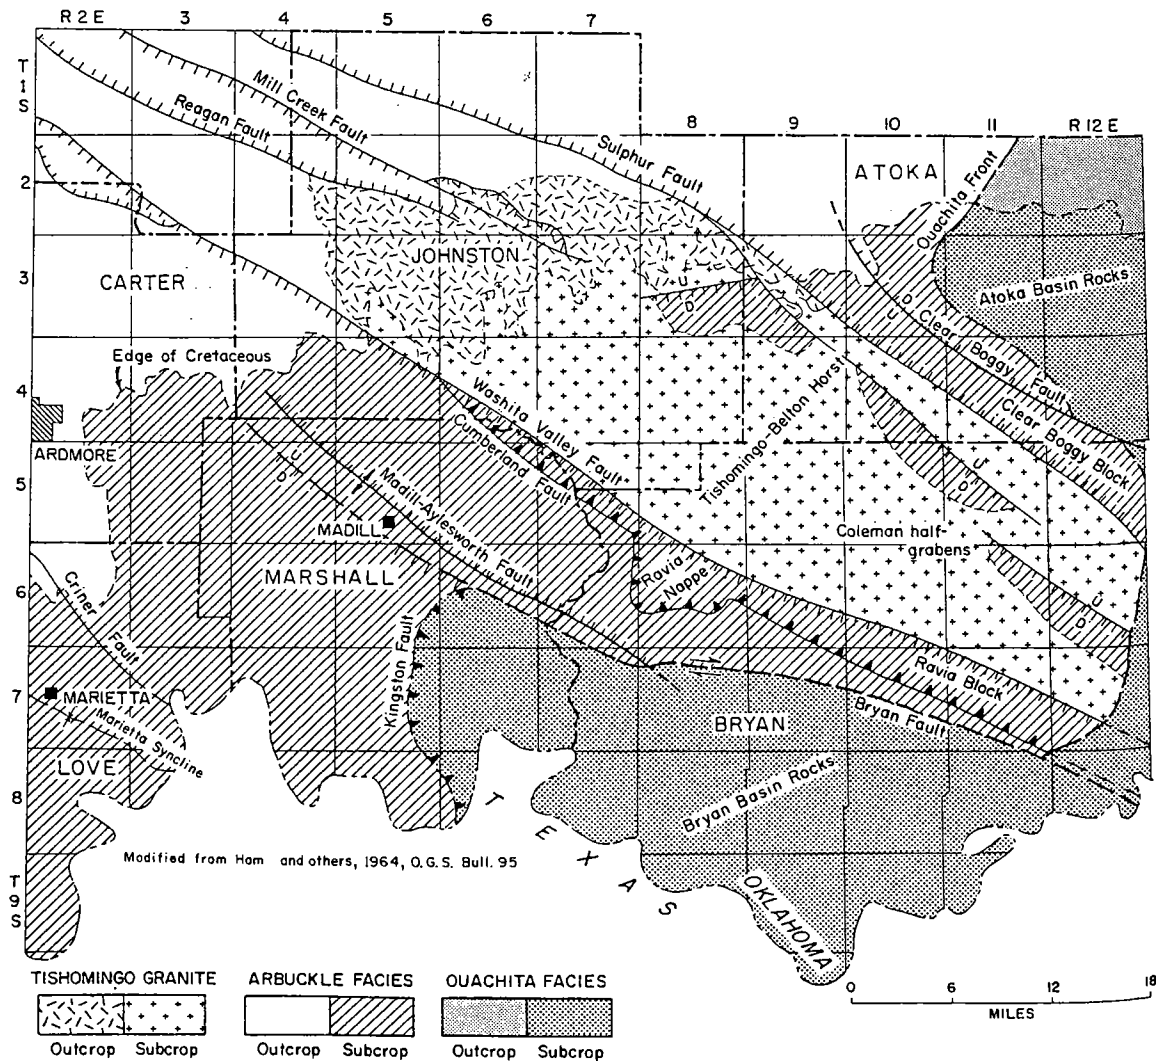 R 2 E 3 4 5 6 7
T 1 S
Mill Creek Fault
Reagan Fault
8 9 10 11 R 12 E
Sulphur Fault
ATOKA
Ouachita Front
2
JOHNSTON
3
CARTER
Atoka Basin Rocks
U
D
U
D
Clear Boggy Fault
Edge of Cretaceous
4
Washita Valley Fault
Cumberland Fault
Tishomingo-Belton Horst
Clear Boggy Block
ARDMORE
5
U
D
Madill-Aylesworth Fault
U
D
MADILL
Coleman half-
grabens
MARSHALL
Ravia
Nappe
6
Criner Fault
Kingston Fault
U
D
Ravia Block
7
MARIETTA
Marietta Syncline
BRYAN
Bryan Fault
LOVE
8
Bryan Basin Rocks
TEXAS
Modified from Ham and others, 1964, O.G.S. Bull. 95
T 9 S
OKLAHOMA
TISHOMINGO GRANITE ARBUCKLE FACIES OUACHITA FACIES
Outcrop Subcrop Outcrop Subcrop Outcrop Subcrop
0 6 12 18
MILES